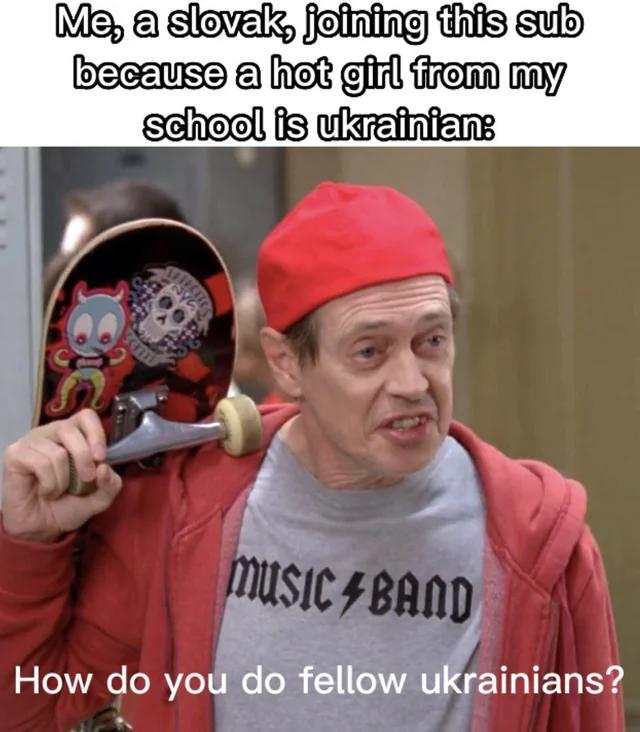 Me, a slovak, joining this sub
because a hot girl from my
school is ukrainian:
MUSIC⚡BAND
How do you do fellow ukrainians?